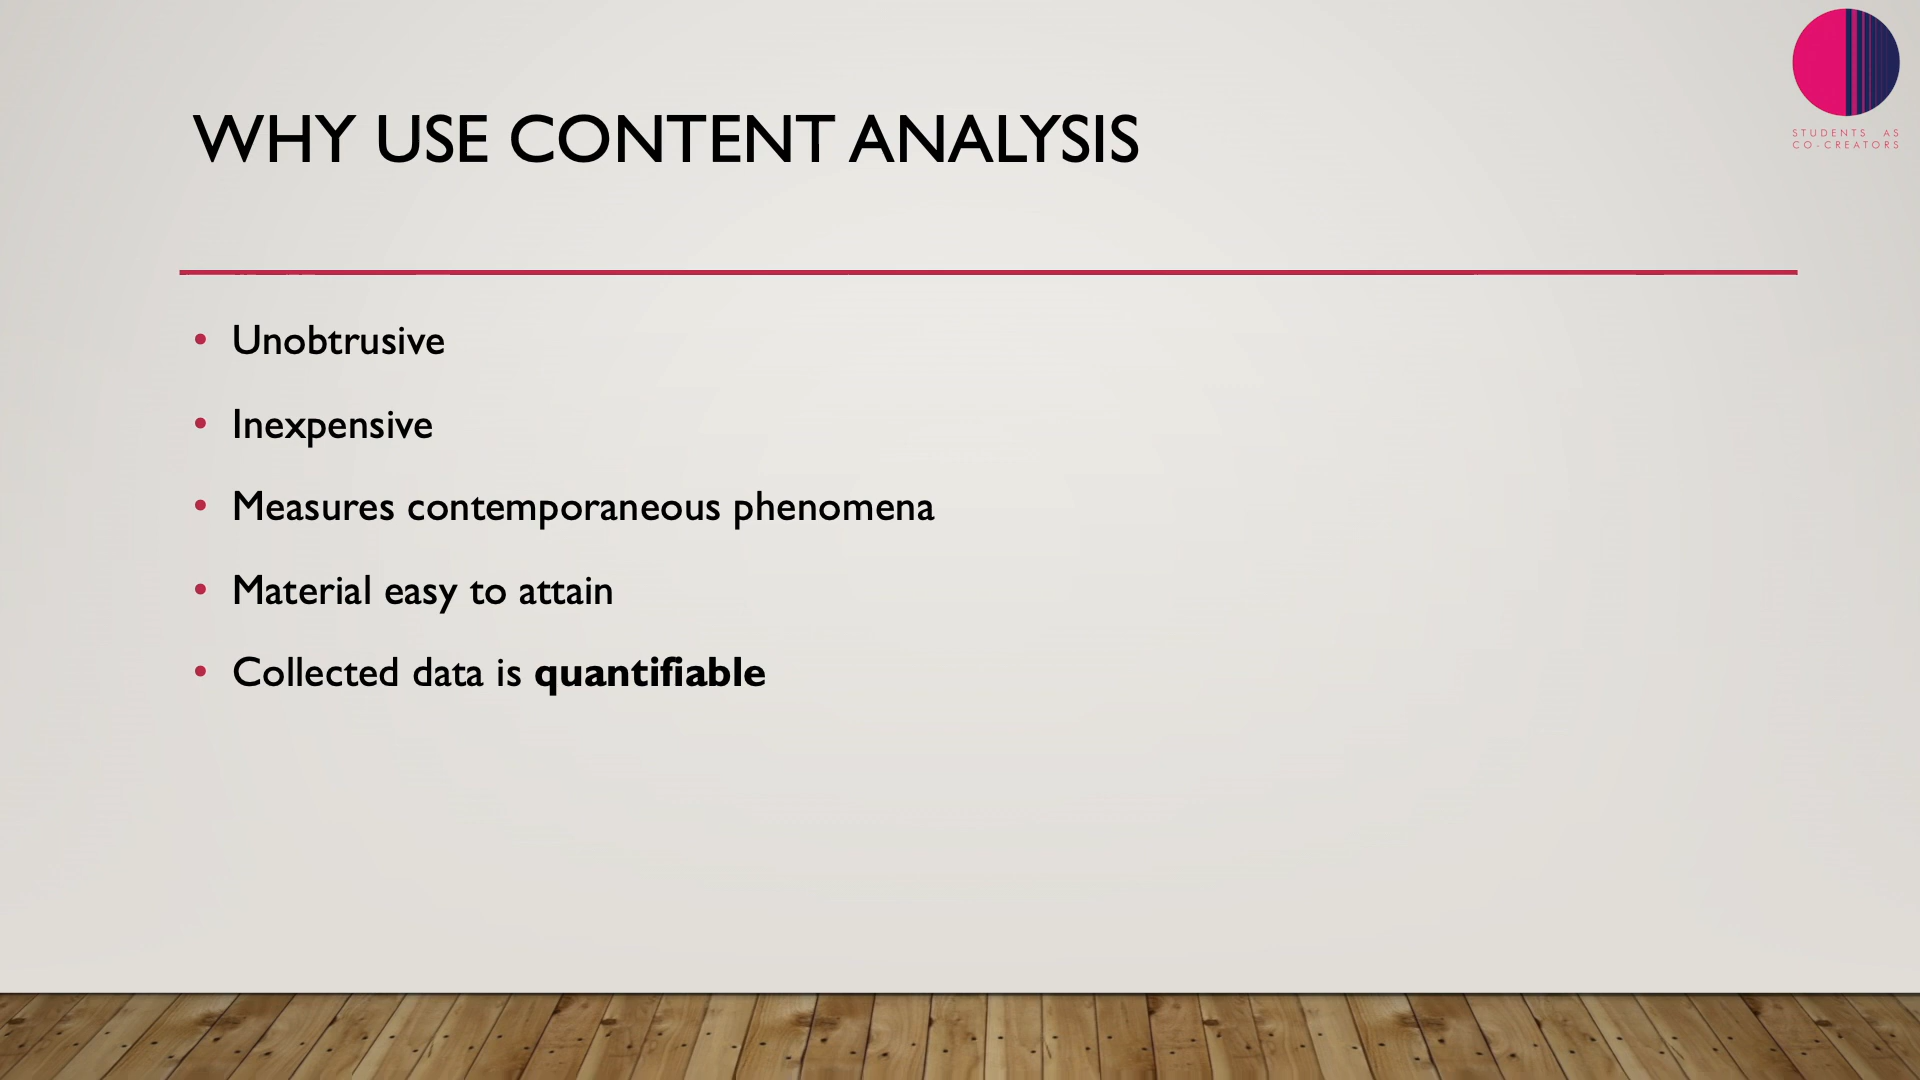 WHY USE CONTENT ANALYSIS
STUDENTS AS
CO-CREATORS
• Unobtrusive
• Inexpensive
• Measures contemporaneous phenomena
• Material easy to attain
• Collected data is quantifiable